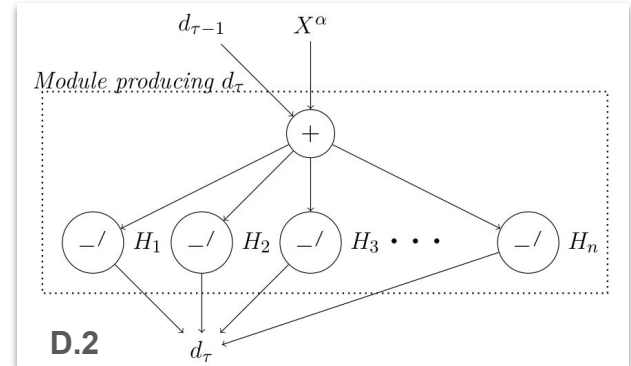 d_{τ−1} X^α
Module producing d_τ
+
−/ H_1 −/ H_2 −/ H_3 · · · −/ H_n
D.2
d_τ